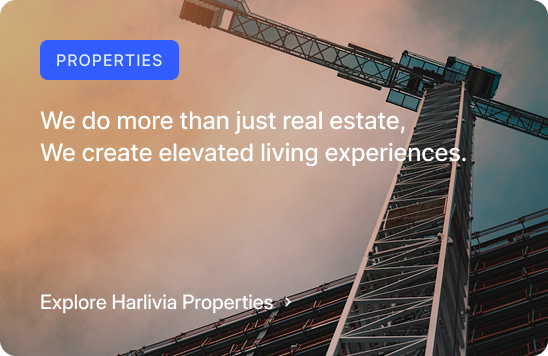 PROPERTIES
We do more than just real estate,
We create elevated living experiences.
Explore Harlivia Properties